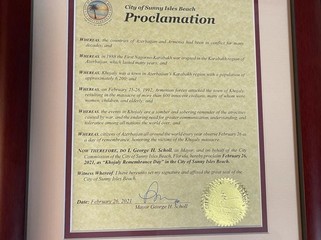 City of Sunny Isles Beach
Proclamation
WHEREAS, the countries of Azerbaijan and Armenia had been in conflict for many
decades; and
WHEREAS, in 1988 the First Nagorno-Karabakh war erupted in the Karabakh region of
Azerbaijan, which lasted many years; and
WHEREAS, Khojaly was a town in Azerbaijan's Karabakh region with a population of
approximately 6,200; and
WHEREAS, on February 25-26, 1992, Armenian forces attacked the town of Khojaly
resulting in the massacre of more than 610 innocent civilians, many of whom were
women, children, and elderly; and
WHEREAS, the events in Khojaly are a somber and sobering reminder of the atrocities
caused by war, and the enduring need for greater communication, understanding, and
tolerance among all nations the world over; and
WHEREAS, citizens of Azerbaijan all around the world even view February 26 as
a day of remembrance, honoring the victims of the Khojaly massacre.
NOW THEREFORE, do I, George H. Scholl, as Mayor, and on behalf of the City
Commission of the City of Sunny Isles Beach, Florida, hereby proclaim February 26,
2021, as "Khojaly Remembrance Day" in the City of Sunny Isles Beach.
Witness Whereof, I have hereunto set my signature and affixed the great seal of the
City of Sunny Isles Beach.
Date: February 26, 2021
Mayor George H. Scholl